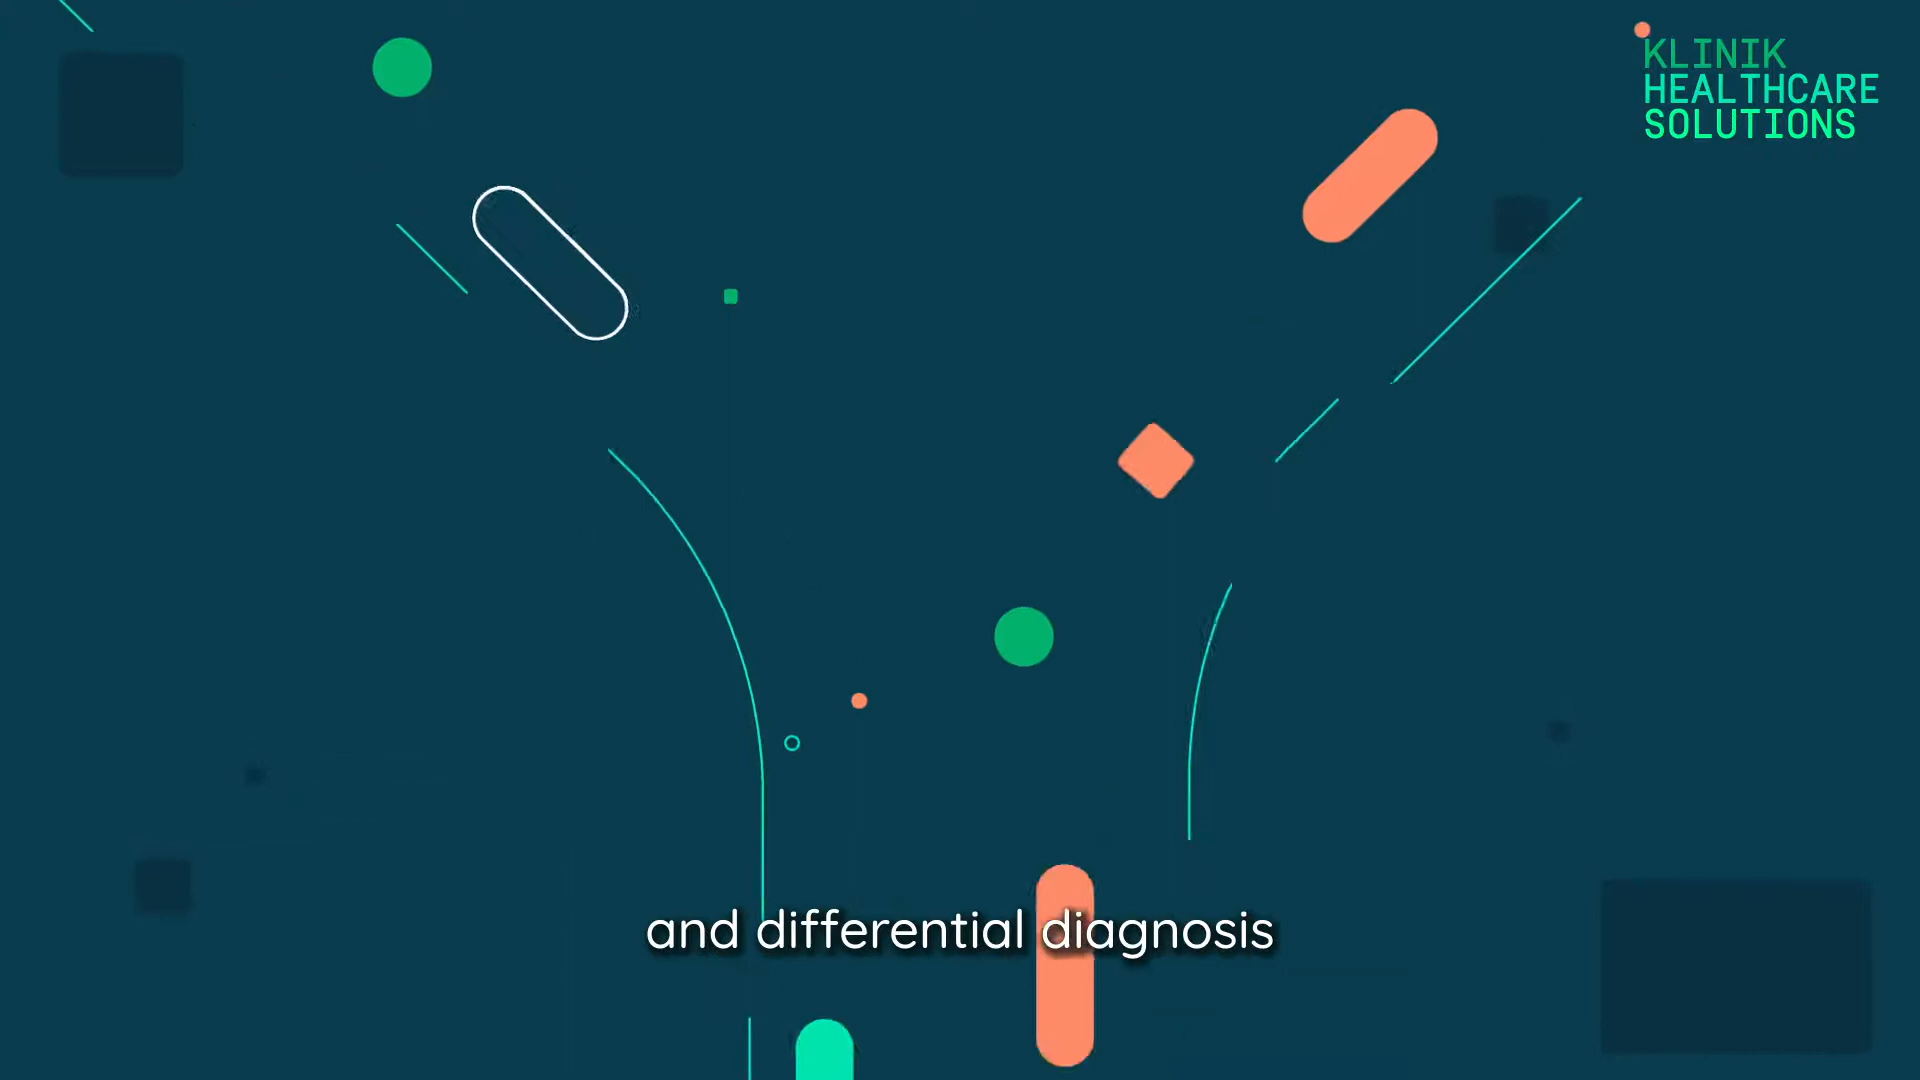 KLINIK
HEALTHCARE
SOLUTIONS
and differential diagnosis